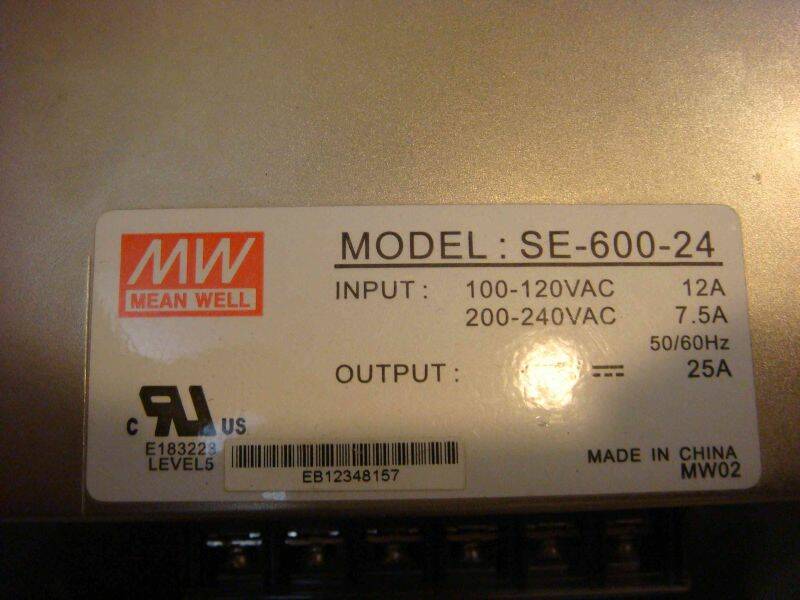 MW
MEAN WELL
MODEL : SE-600-24
INPUT : 100-120VAC 12A
200-240VAC 7.5A
50/60Hz
OUTPUT : ⎓ 25A
C RU US
E183223
LEVEL5
EB12348157
MADE IN CHINA
MW02